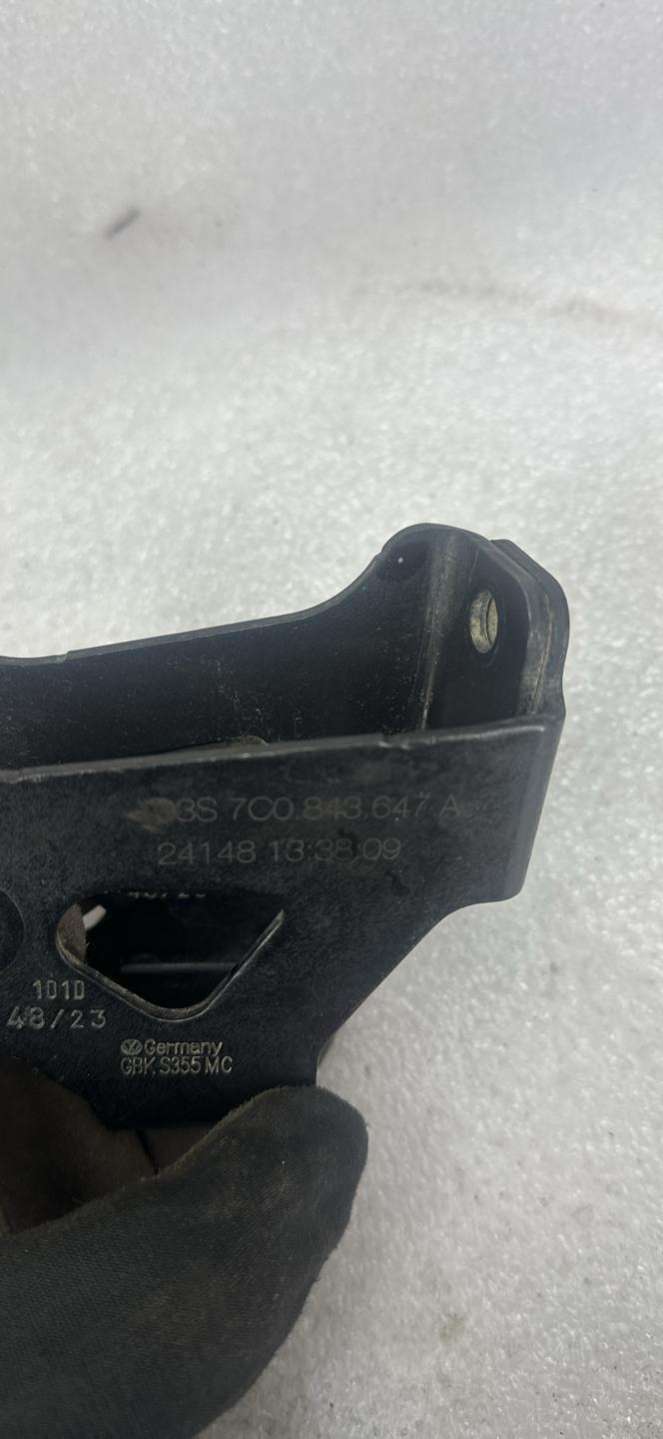 3S 7C0.843.647 A
24148 13:38:09
1010
48/23
Germany
GBK S355 MC